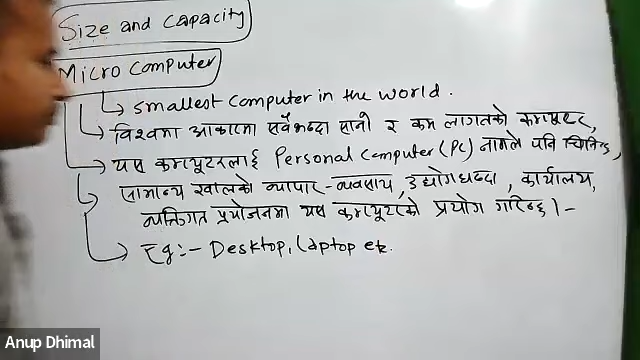 Size and capacity
Micro computer
smallest computer in the world.
विश्वमा आकारमा सबैभन्दा सानो र कम लागतको कम्प्युटर,
यस कम्प्युटरलाई Personal Computer (PC) नामले पनि चिनिन्छ,
सामान्य खालको व्यापार-व्यवसाय, उद्योगधन्दा, कार्यालय,
व्यक्तिगत प्रयोजनमा यस कम्प्युटरको प्रयोग गरिन्छ।-
Eg:- Desktop, Laptop etc.
Anup Dhimal